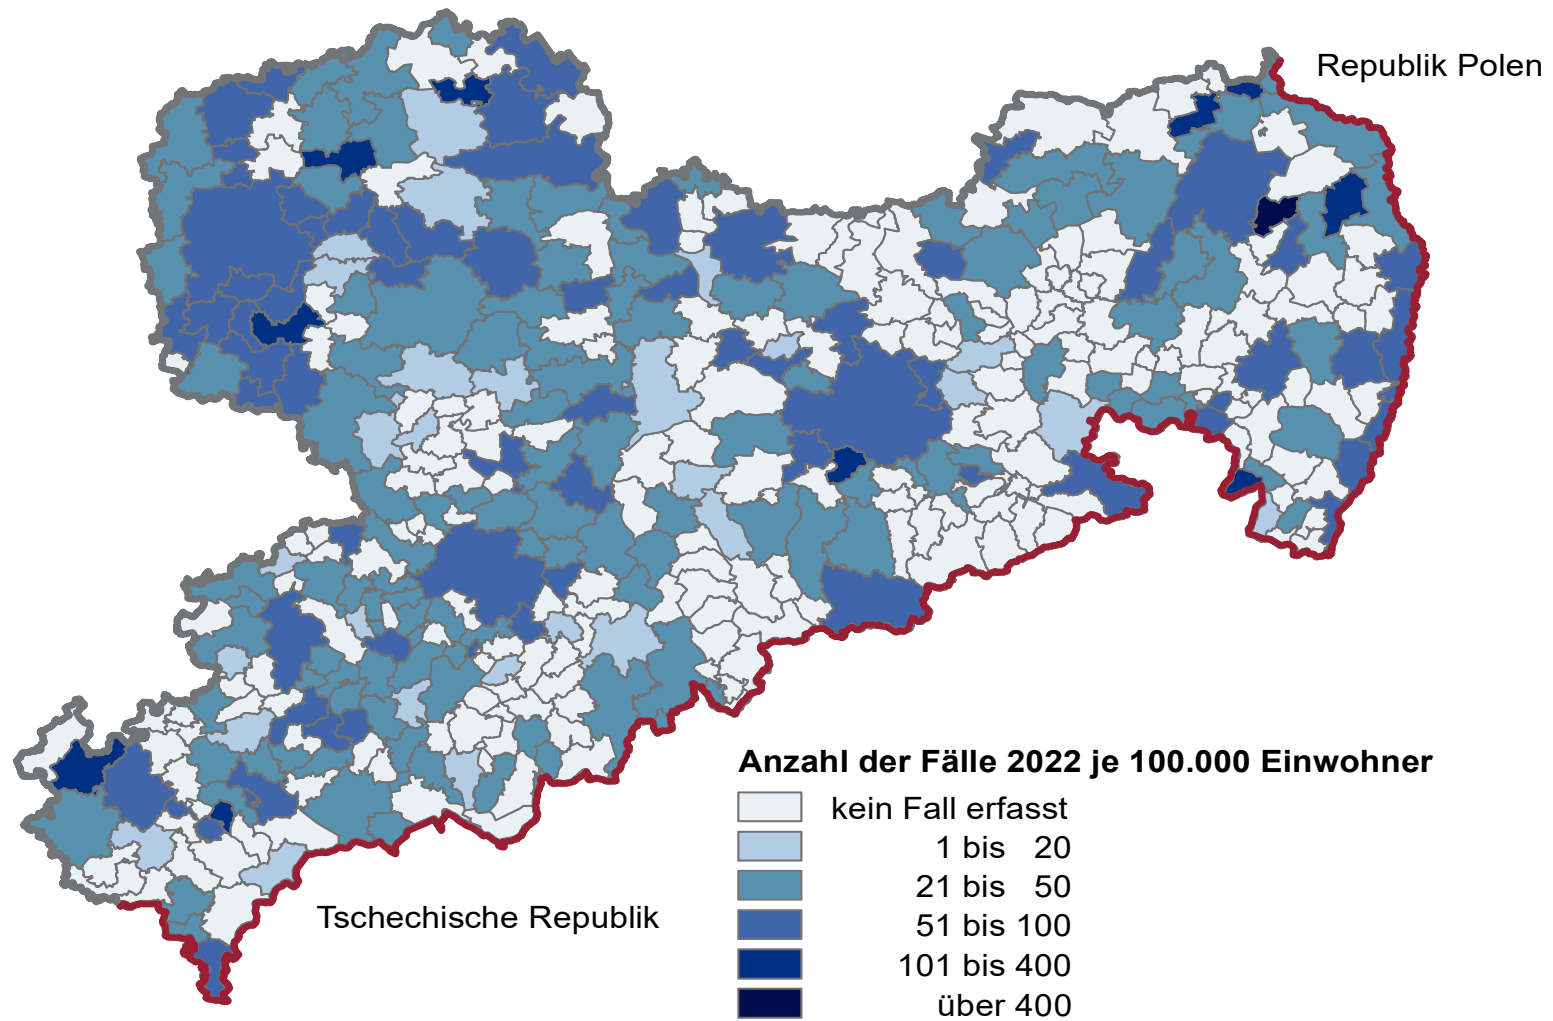 Republik Polen
Anzahl der Fälle 2022 je 100.000 Einwohner
kein Fall erfasst
1 bis 20
21 bis 50
51 bis 100
101 bis 400
über 400
Tschechische Republik